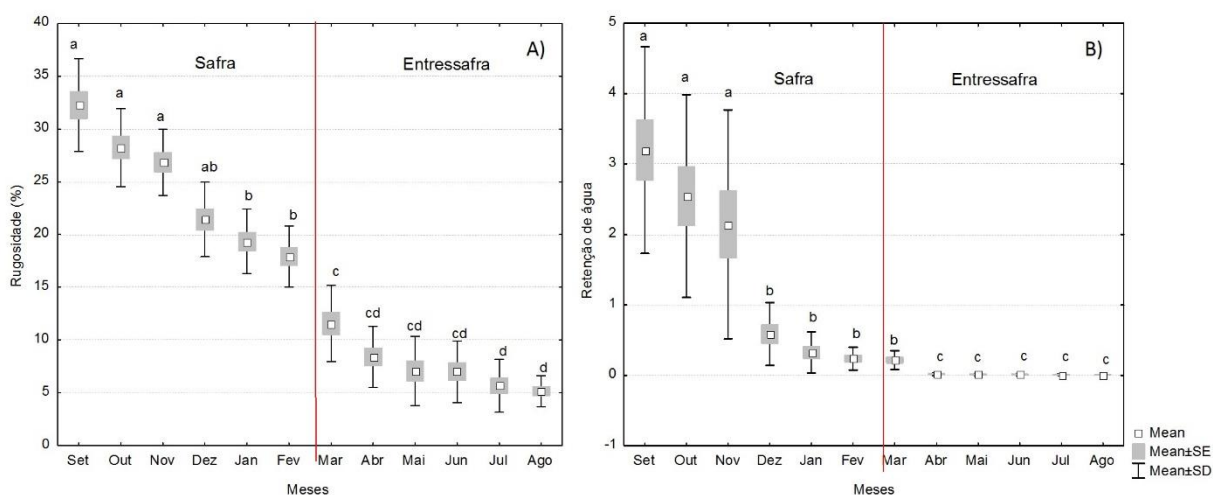 A)
Safra Entressafra
Rugosidade (%)
40
35
30
25
20
15
10
5
0
a
a
a
ab
b
b
c
cd
cd
cd
d
d
Set Out Nov Dez Jan Fev Mar Abr Mai Jun Jul Ago
Meses
B)
Safra Entressafra
Retenção de água
5
4
3
2
1
0
-1
a
a
a
b
b
b
b
c
c
c
c
c
Set Out Nov Dez Jan Fev Mar Abr Mai Jun Jul Ago
Meses
Mean
Mean±SE
Mean±SD